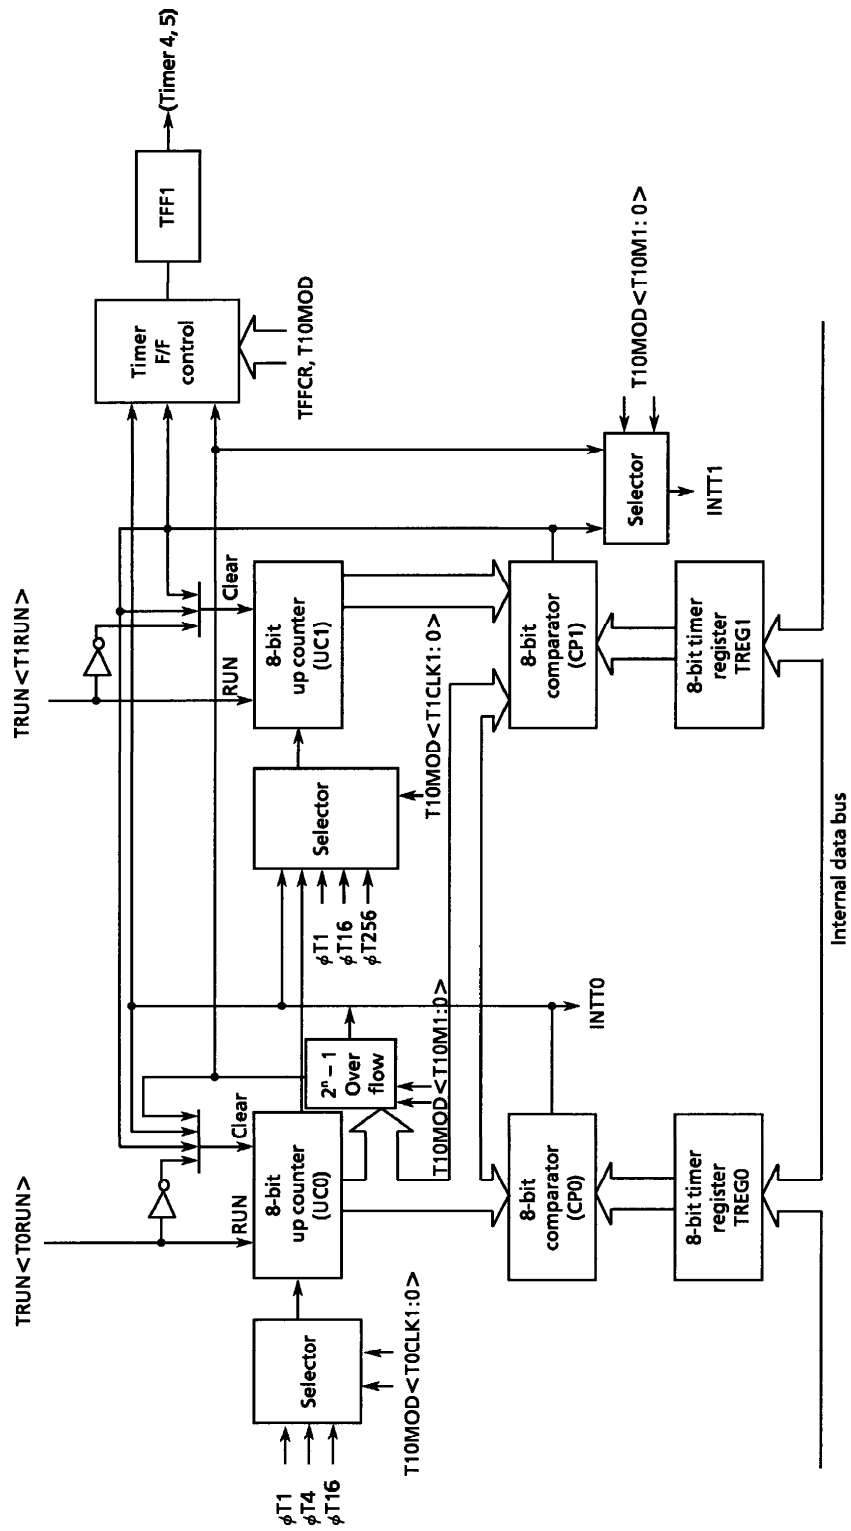 TRUN<T0RUN>
TRUN<T1RUN>
RUN
Clear
RUN
Clear
Timer
F/F
control
TFF1
(Timer 4, 5)
TFFCR, T10MOD
ϕT1
ϕT4
ϕT16
Selector
T10MOD<T0CLK1:0>
8-bit
up counter
(UC0)
2ⁿ – 1
Over
flow
T10MOD<T10M1:0>
ϕT1
ϕT16
ϕT256
Selector
T10MOD<T1CLK1: 0>
8-bit
up counter
(UC1)
8-bit
comparator
(CP0)
INTT0
8-bit
comparator
(CP1)
Selector
T10MOD<T10M1: 0>
INTT1
8-bit timer
register
TREG0
8-bit timer
register
TREG1
Internal data bus